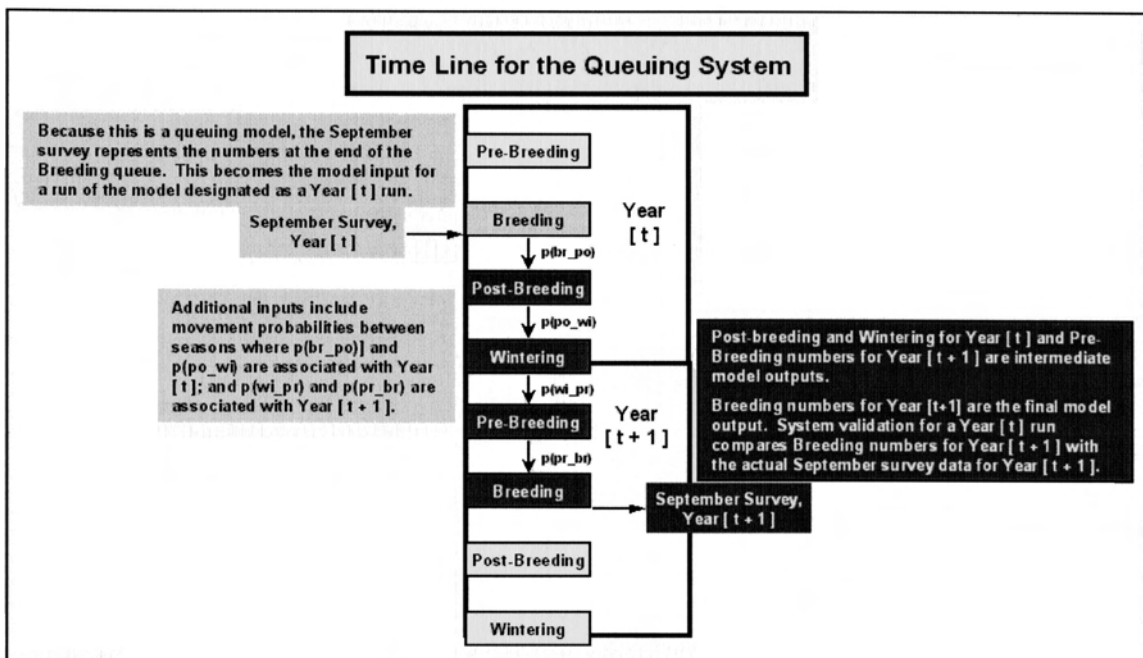 Time Line for the Queuing System
Because this is a queuing model, the September
survey represents the numbers at the end of the
Breeding queue. This becomes the model input for
a run of the model designated as a Year [ t ] run.
September Survey,
Year [ t ]
Additional inputs include
movement probabilities between
seasons where p(br_po)] and
p(po_wi) are associated with Year
[ t ]; and p(wi_pr) and p(pr_br) are
associated with Year [ t + 1 ].
Pre-Breeding
Breeding
p(br_po)
Post-Breeding
p(po_wi)
Wintering
p(wi_pr)
Pre-Breeding
p(pr_br)
Breeding
Post-Breeding
Wintering
Year
[ t ]
Year
[ t + 1 ]
September Survey,
Year [ t + 1 ]
Post-breeding and Wintering for Year [ t ] and Pre-
Breeding numbers for Year [ t + 1 ] are intermediate
model outputs.
Breeding numbers for Year [t+1] are the final model
output. System validation for a Year [ t ] run
compares Breeding numbers for Year [ t + 1 ] with
the actual September survey data for Year [ t + 1 ].